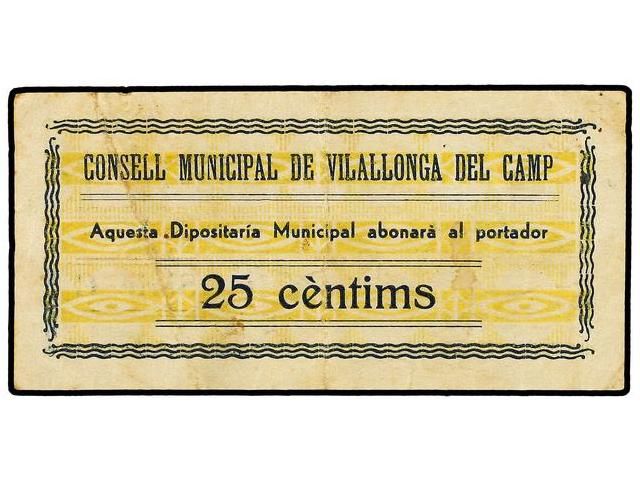 CONSELL MUNICIPAL DE VILALLONGA DEL CAMP
Aquesta Dipositaría Municipal abonarà al portador
25 cèntims